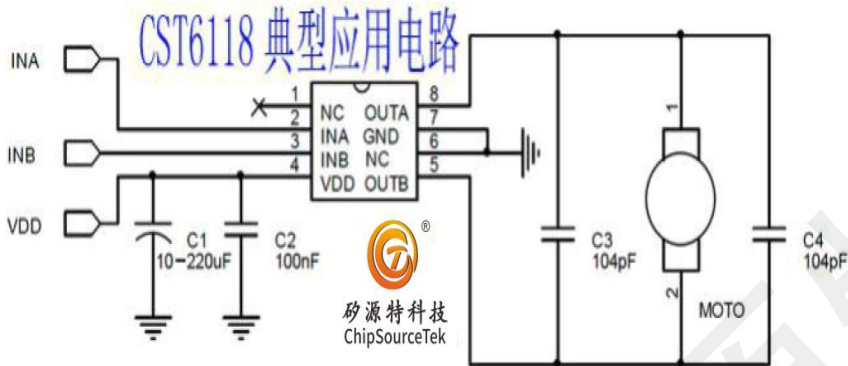 CST6118 典型应用电路
INA
INB
VDD
1
2
3
4
NC OUTA
INA GND
INB NC
VDD OUTB
8
7
6
5
C1
10-220uF
C2
100nF
®
矽源特科技
ChipSourceTek
C3
104pF
1
2
MOTO
C4
104pF